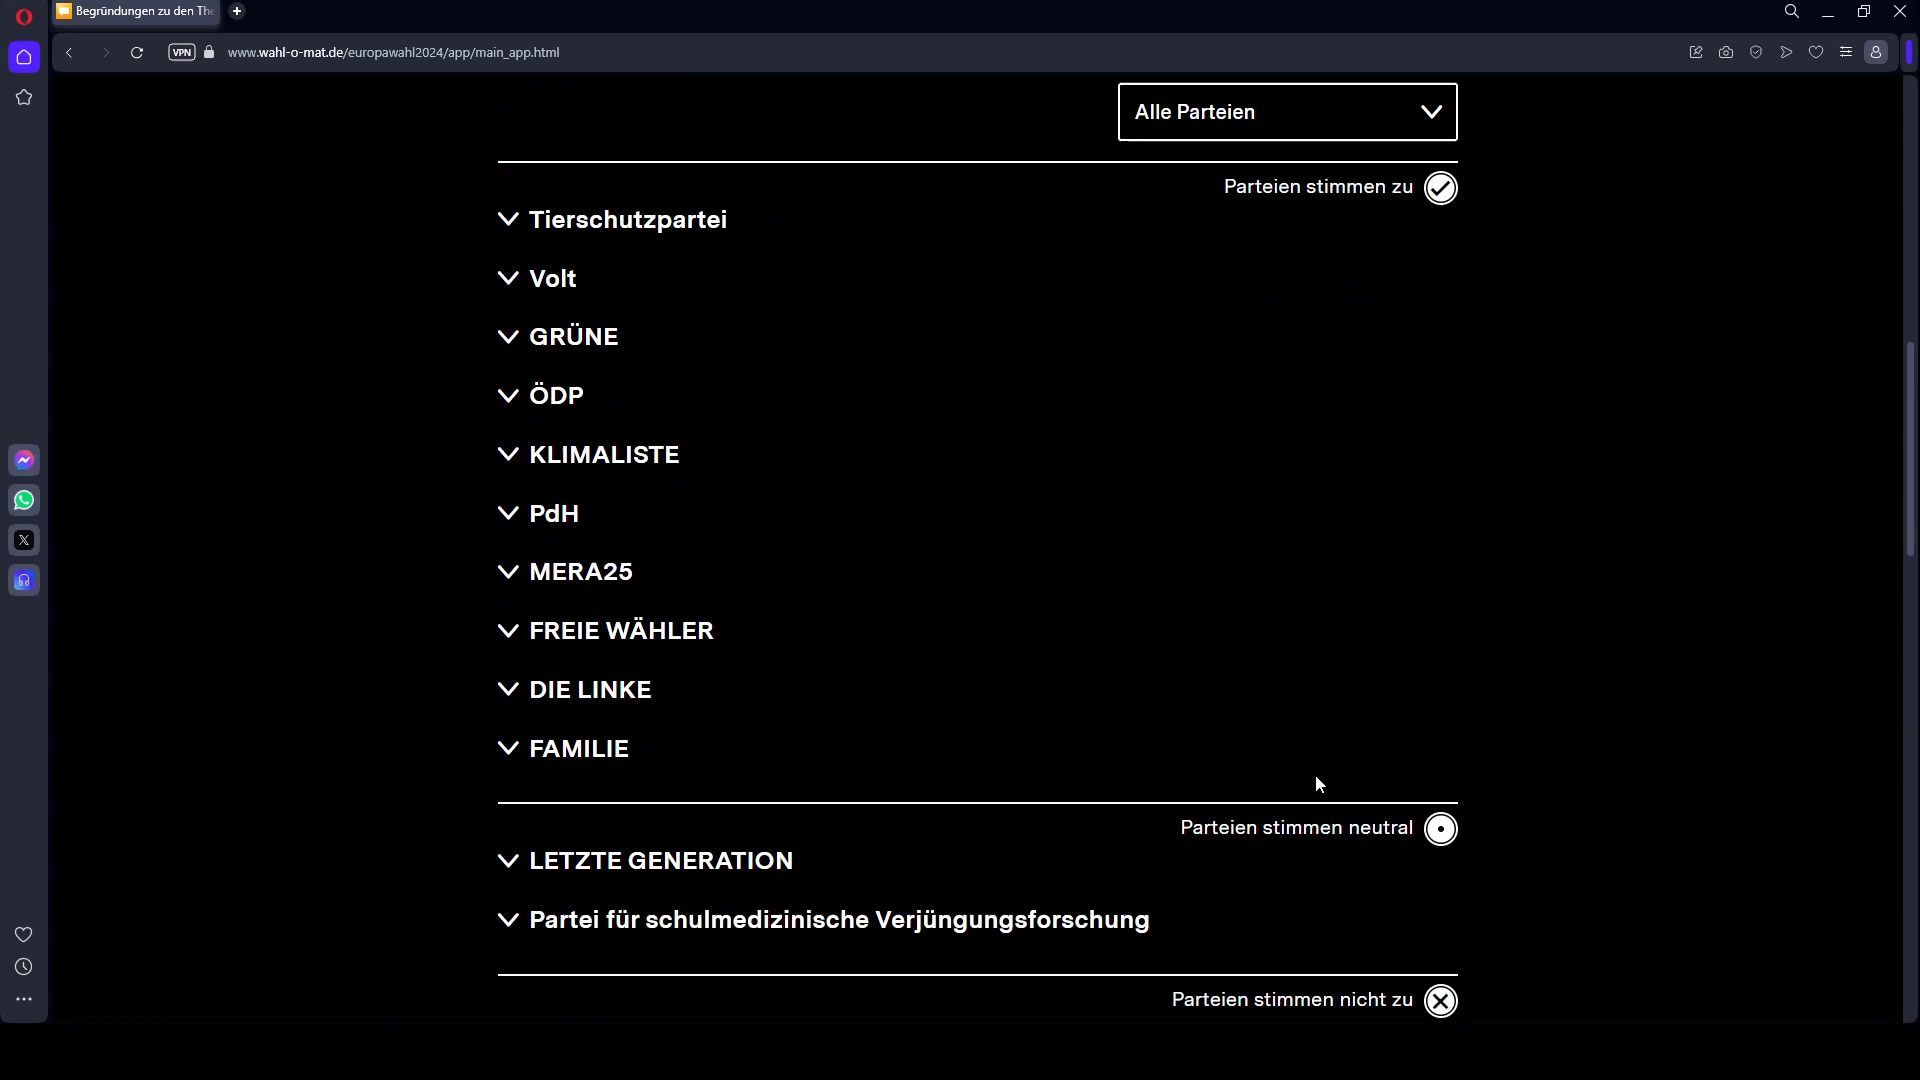 Begründungen zu den The
VPN
www.wahl-o-mat.de/europawahl2024/app/main_app.html
Alle Parteien
Parteien stimmen zu
Tierschutzpartei
Volt
GRÜNE
ÖDP
KLIMALISTE
PdH
MERA25
FREIE WÄHLER
DIE LINKE
FAMILIE
Parteien stimmen neutral
LETZTE GENERATION
Partei für schulmedizinische Verjüngungsforschung
Parteien stimmen nicht zu